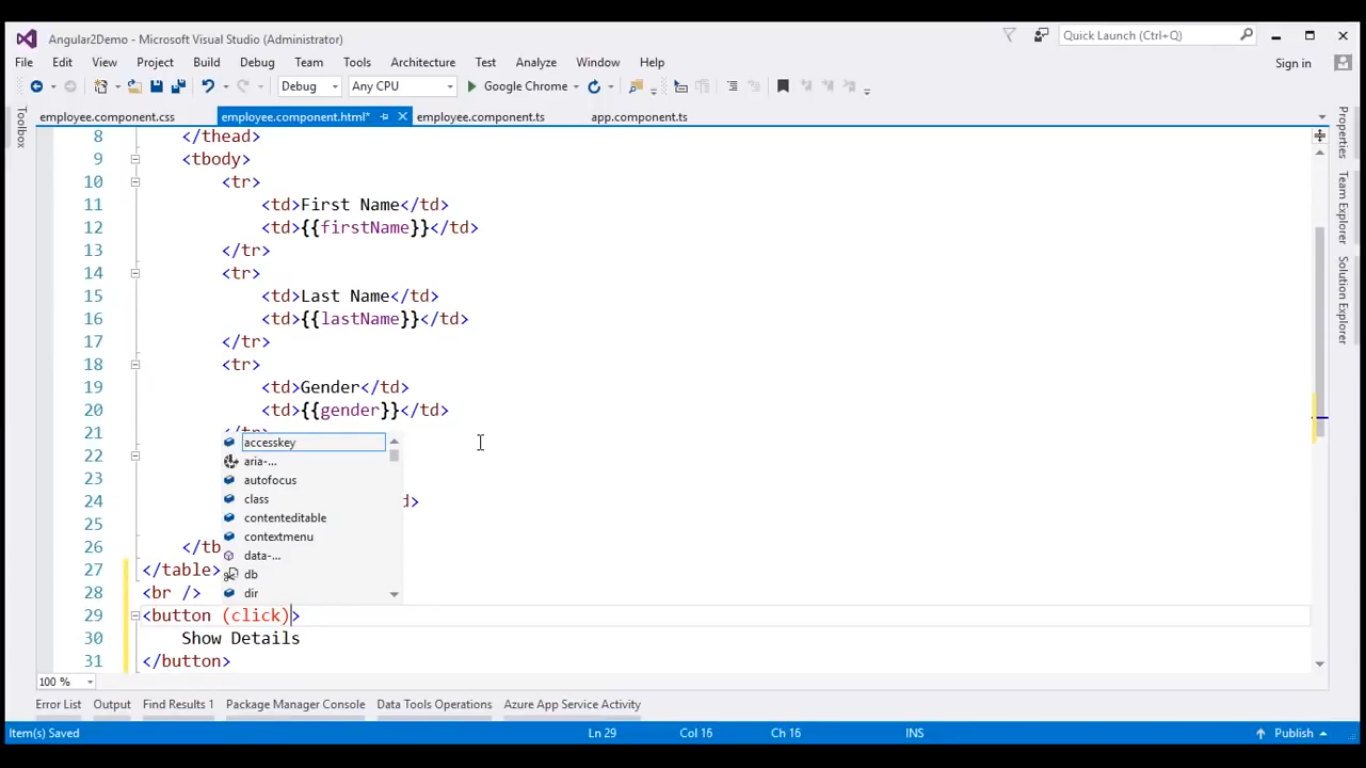 Angular2Demo - Microsoft Visual Studio (Administrator)
Quick Launch (Ctrl+Q)
File Edit View Project Build Debug Team Tools Architecture Test Analyze Window Help
Sign in
Debug Any CPU Google Chrome
Toolbox
employee.component.css employee.component.html* employee.component.ts app.component.ts
8 </thead>
9 <tbody>
10 <tr>
11 <td>First Name</td>
12 <td>{{firstName}}</td>
13 </tr>
14 <tr>
15 <td>Last Name</td>
16 <td>{{lastName}}</td>
17 </tr>
18 <tr>
19 <td>Gender</td>
20 <td>{{gender}}</td>
21 </tr>
22
23
24 d>
25
26 </tb
27 </table>
28 <br />
29 <button (click)>
30 Show Details
31 </button>
accesskey
aria-...
autofocus
class
contenteditable
contextmenu
data-...
db
dir
Properties
Team Explorer
Solution Explorer
100 %
Error List Output Find Results 1 Package Manager Console Data Tools Operations Azure App Service Activity
Item(s) Saved Ln 29 Col 16 Ch 16 INS Publish